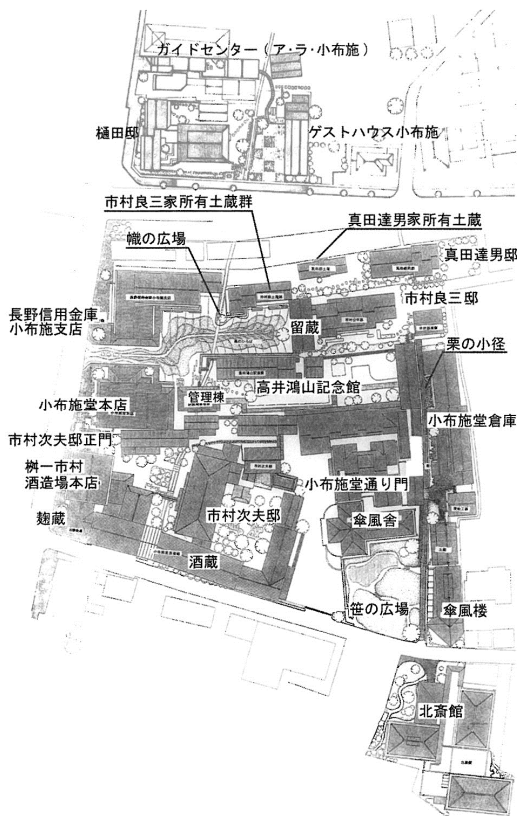 ガイドセンター(ア・ラ・小布施)
樋田邸
ゲストハウス小布施
市村良三家所有土蔵群
真田達男家所有土蔵
幟の広場
真田達男邸
市村良三邸
長野信用金庫
小布施支店
留蔵
栗の小径
管理棟
高井鴻山記念館
小布施堂本店
小布施堂倉庫
市村次夫邸正門
桝一市村
酒造場本店
小布施堂通り門
市村次夫邸
傘風舎
麹蔵
酒蔵
笹の広場
傘風楼
北斎館